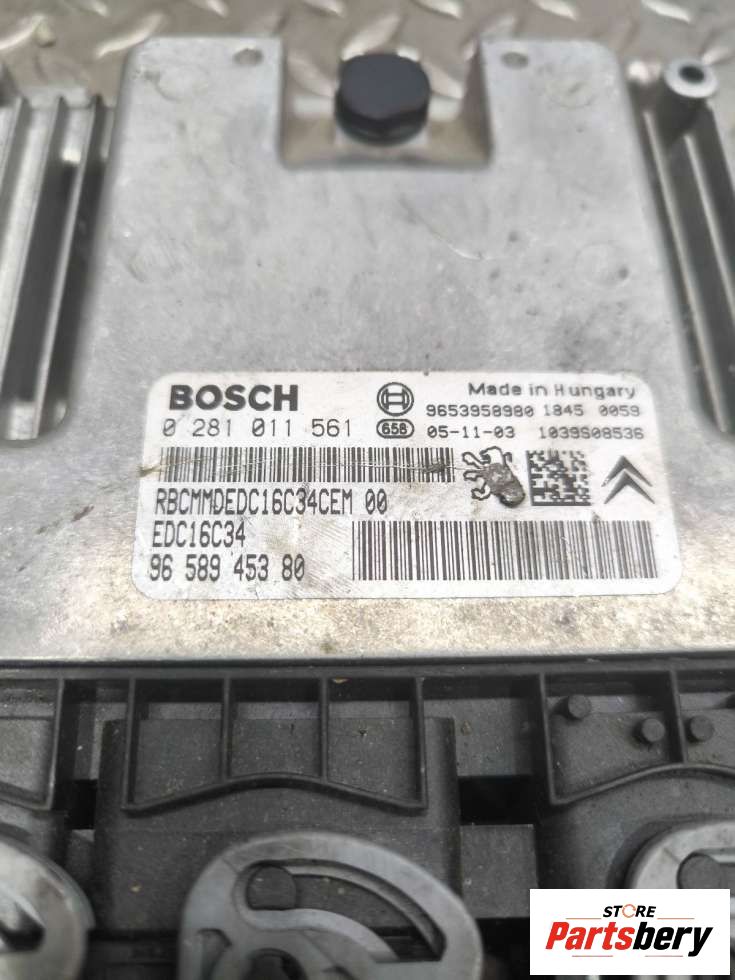 BOSCH
Made in Hungary
9653958980 1845 0059
0 281 011 561
658
05-11-03 1039S08536
RBCMMDEDC16C34CEM 00
EDC16C34
96 589 453 80
STORE
Partsbery